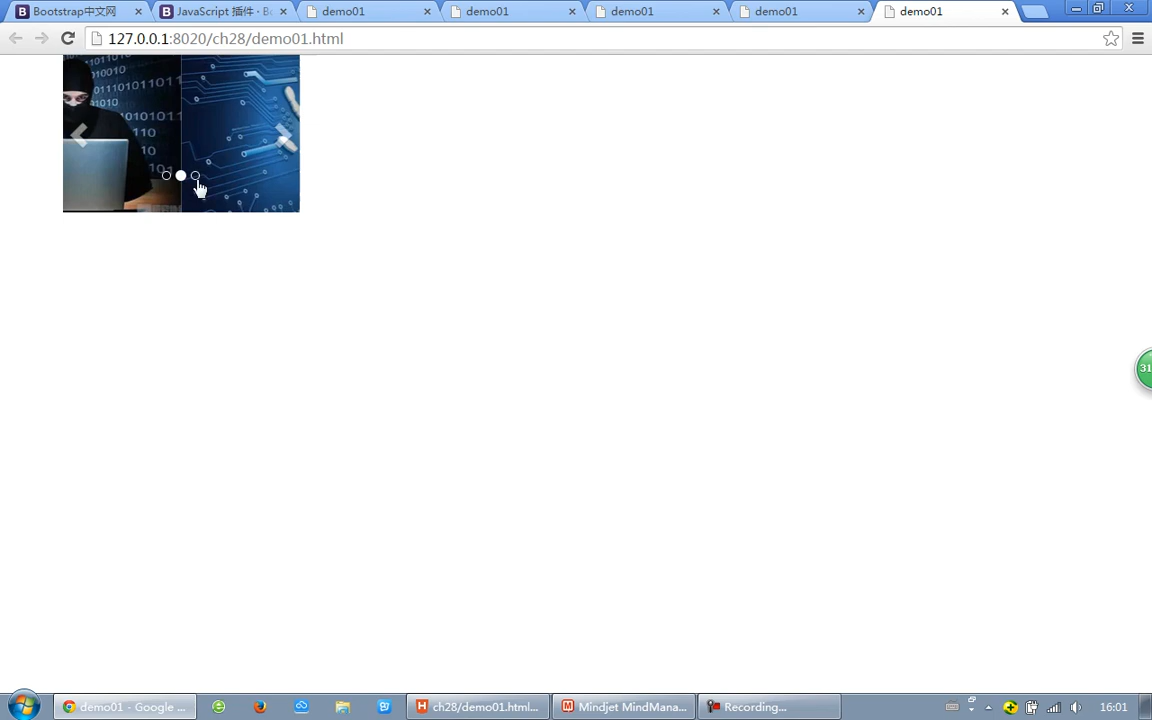 Bootstrap中文网
JavaScript 插件 · Bo
demo01
demo01
demo01
demo01
demo01
127.0.0.1:8020/ch28/demo01.html
31
demo01 - Google ...
ch28/demo01.html...
Mindjet MindMana...
Recording...
16:01